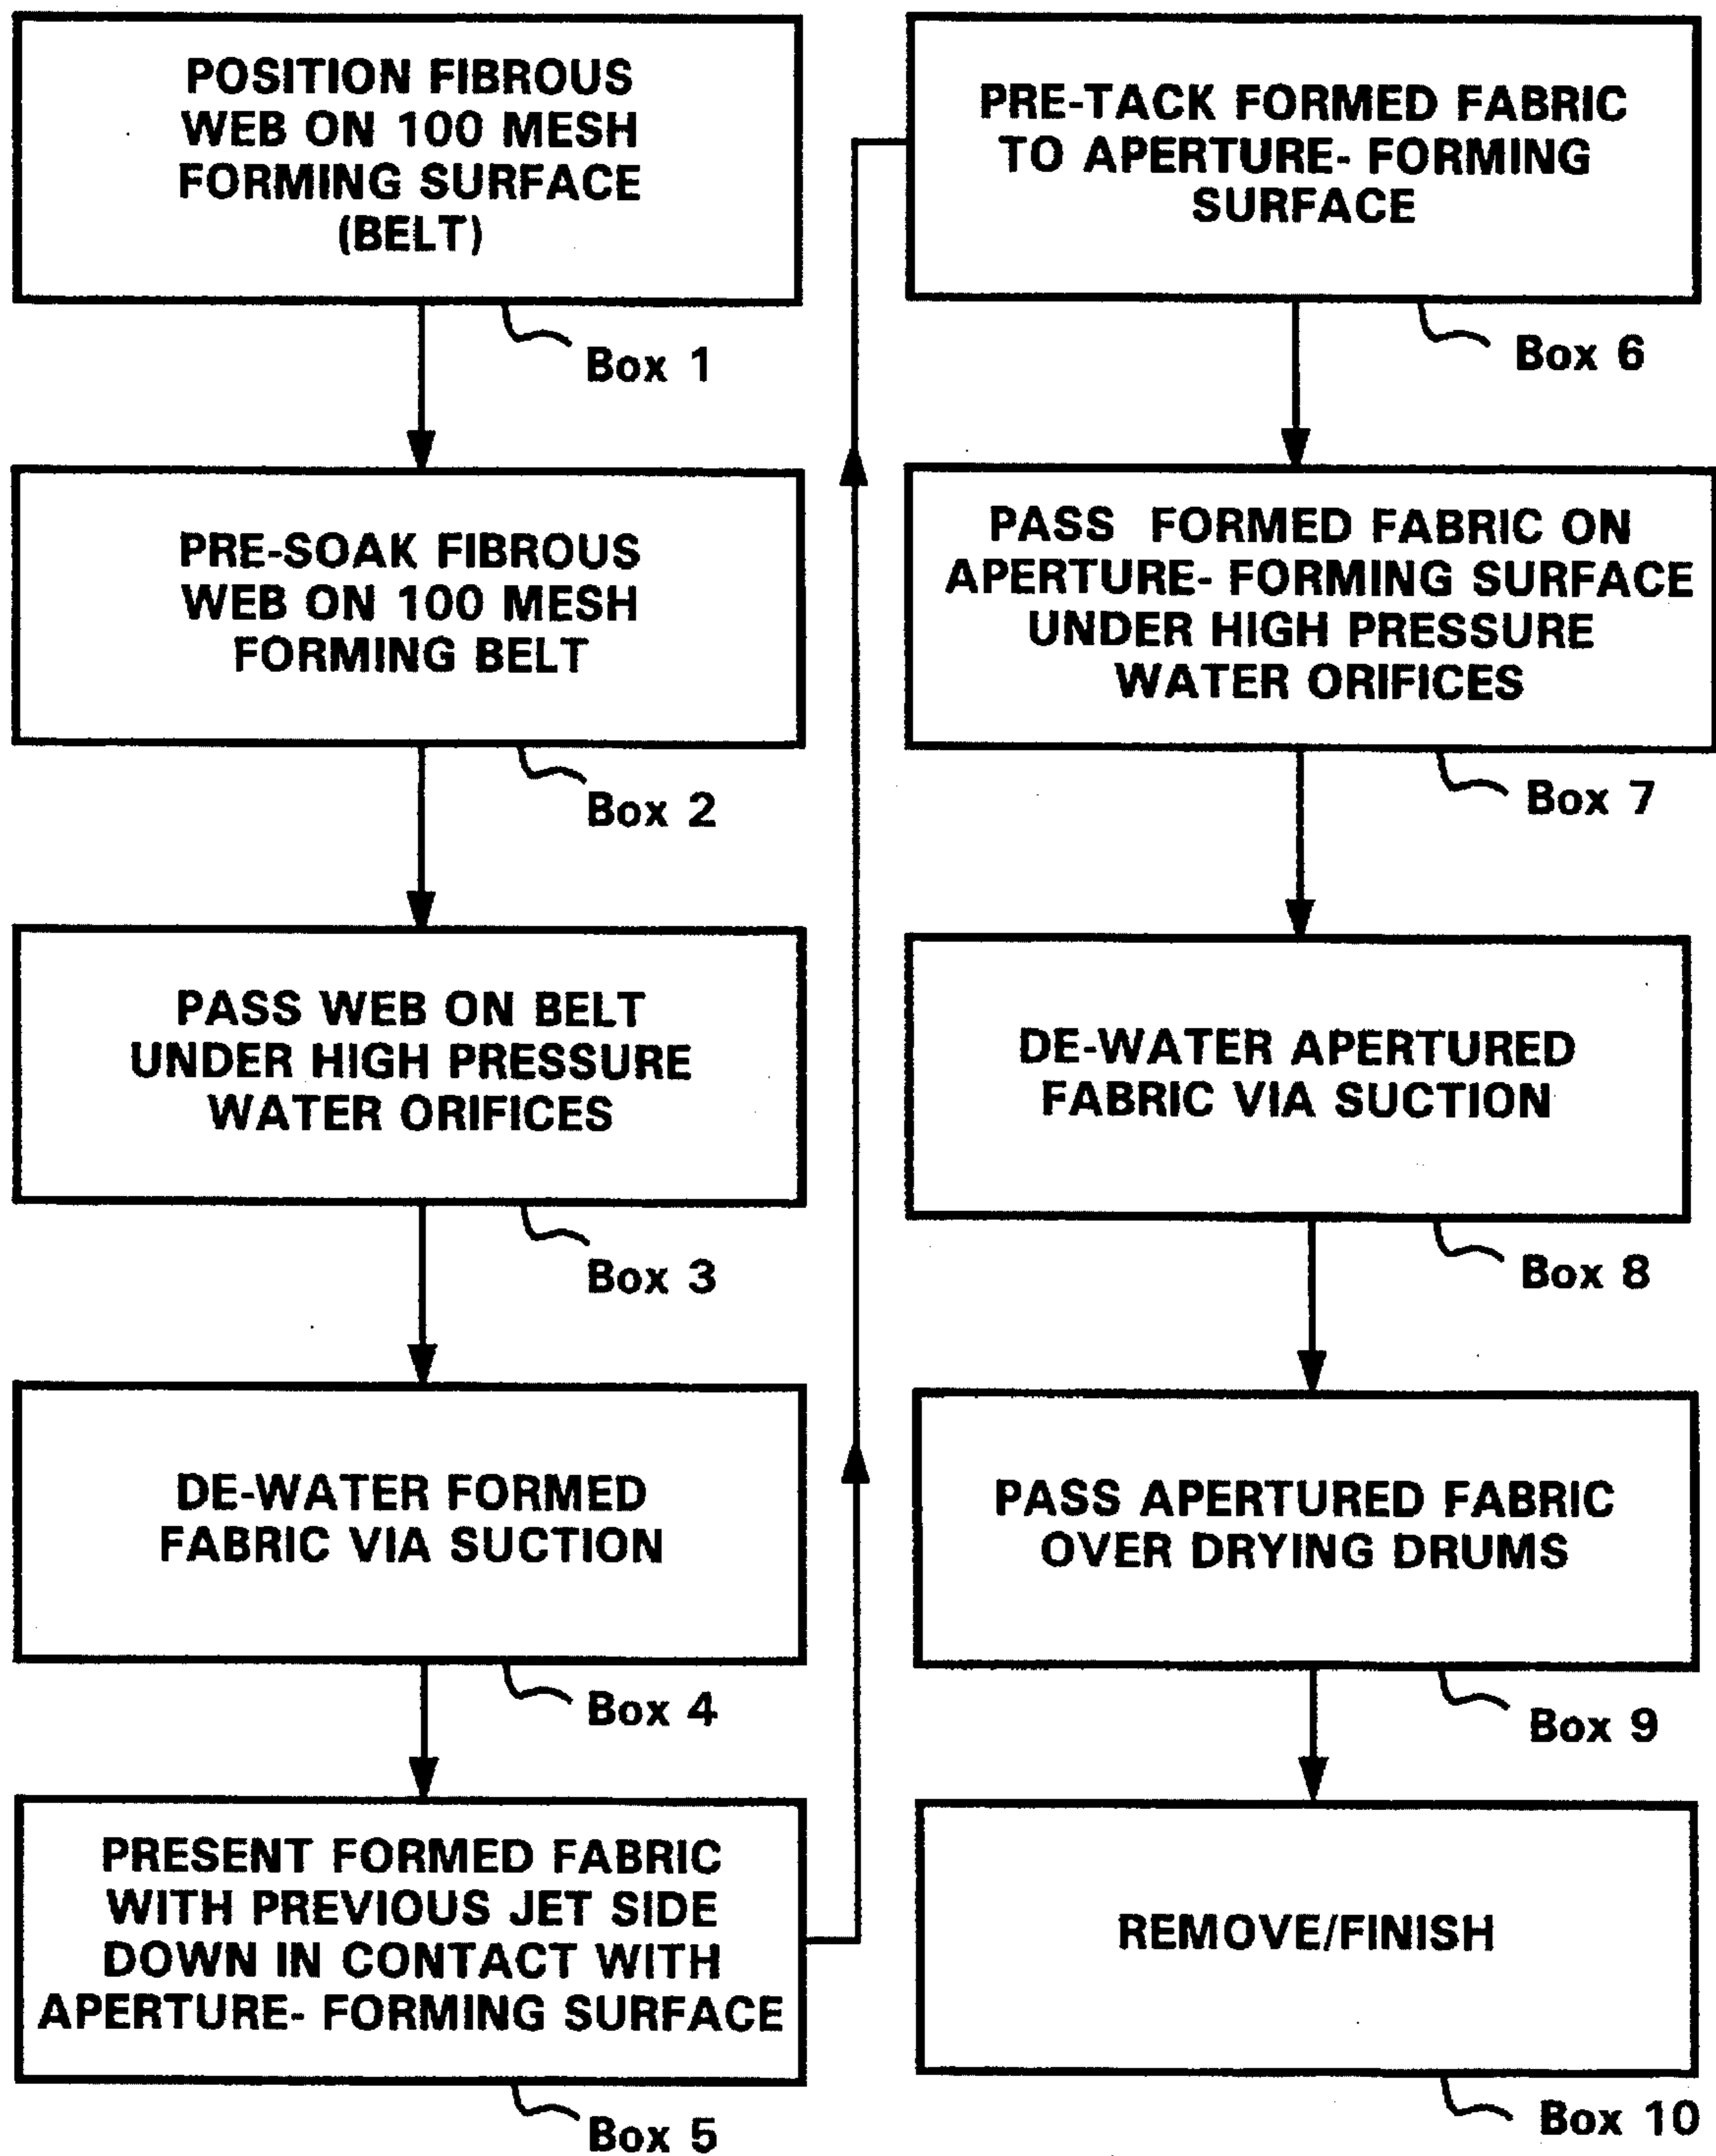 POSITION FIBROUS
WEB ON 100 MESH
FORMING SURFACE
(BELT)
Box 1
PRE-SOAK FIBROUS
WEB ON 100 MESH
FORMING BELT
Box 2
PASS WEB ON BELT
UNDER HIGH PRESSURE
WATER ORIFICES
Box 3
DE-WATER FORMED
FABRIC VIA SUCTION
Box 4
PRESENT FORMED FABRIC
WITH PREVIOUS JET SIDE
DOWN IN CONTACT WITH
APERTURE- FORMING SURFACE
Box 5
PRE-TACK FORMED FABRIC
TO APERTURE- FORMING
SURFACE
Box 6
PASS FORMED FABRIC ON
APERTURE- FORMING SURFACE
UNDER HIGH PRESSURE
WATER ORIFICES
Box 7
DE-WATER APERTURED
FABRIC VIA SUCTION
Box 8
PASS APERTURED FABRIC
OVER DRYING DRUMS
Box 9
REMOVE/FINISH
Box 10